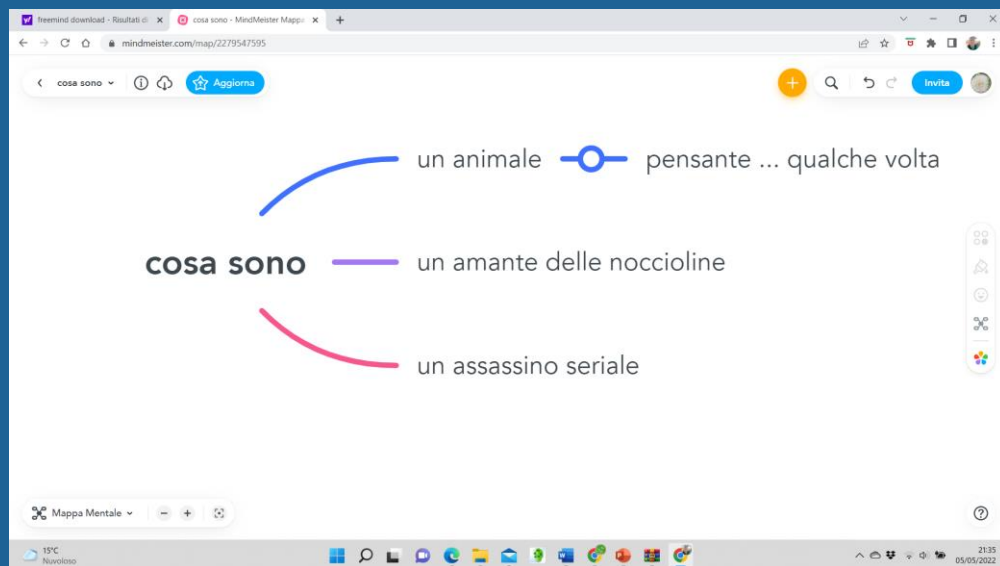 freemind download - Risultati di
cosa sono - MindMeister Mappe
mindmeister.com/map/2279547595
cosa sono
Aggiorna
Invita
un animale
pensante ... qualche volta
cosa sono
un amante delle noccioline
un assassino seriale
Mappa Mentale
15°C
Nuvoloso
21:35
05/05/2022